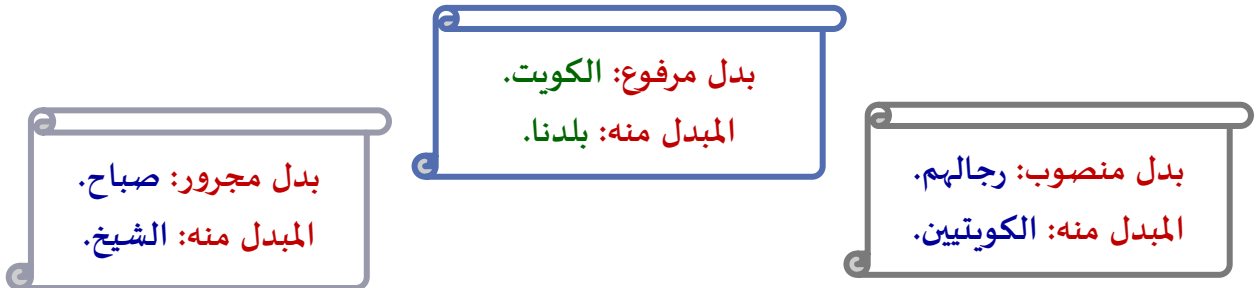 بدل مرفوع: الكويت.
المبدل منه: بلدنا.
بدل منصوب: رجالهم.
المبدل منه: الكويتيين.
بدل مجرور: صباح.
المبدل منه: الشيخ.